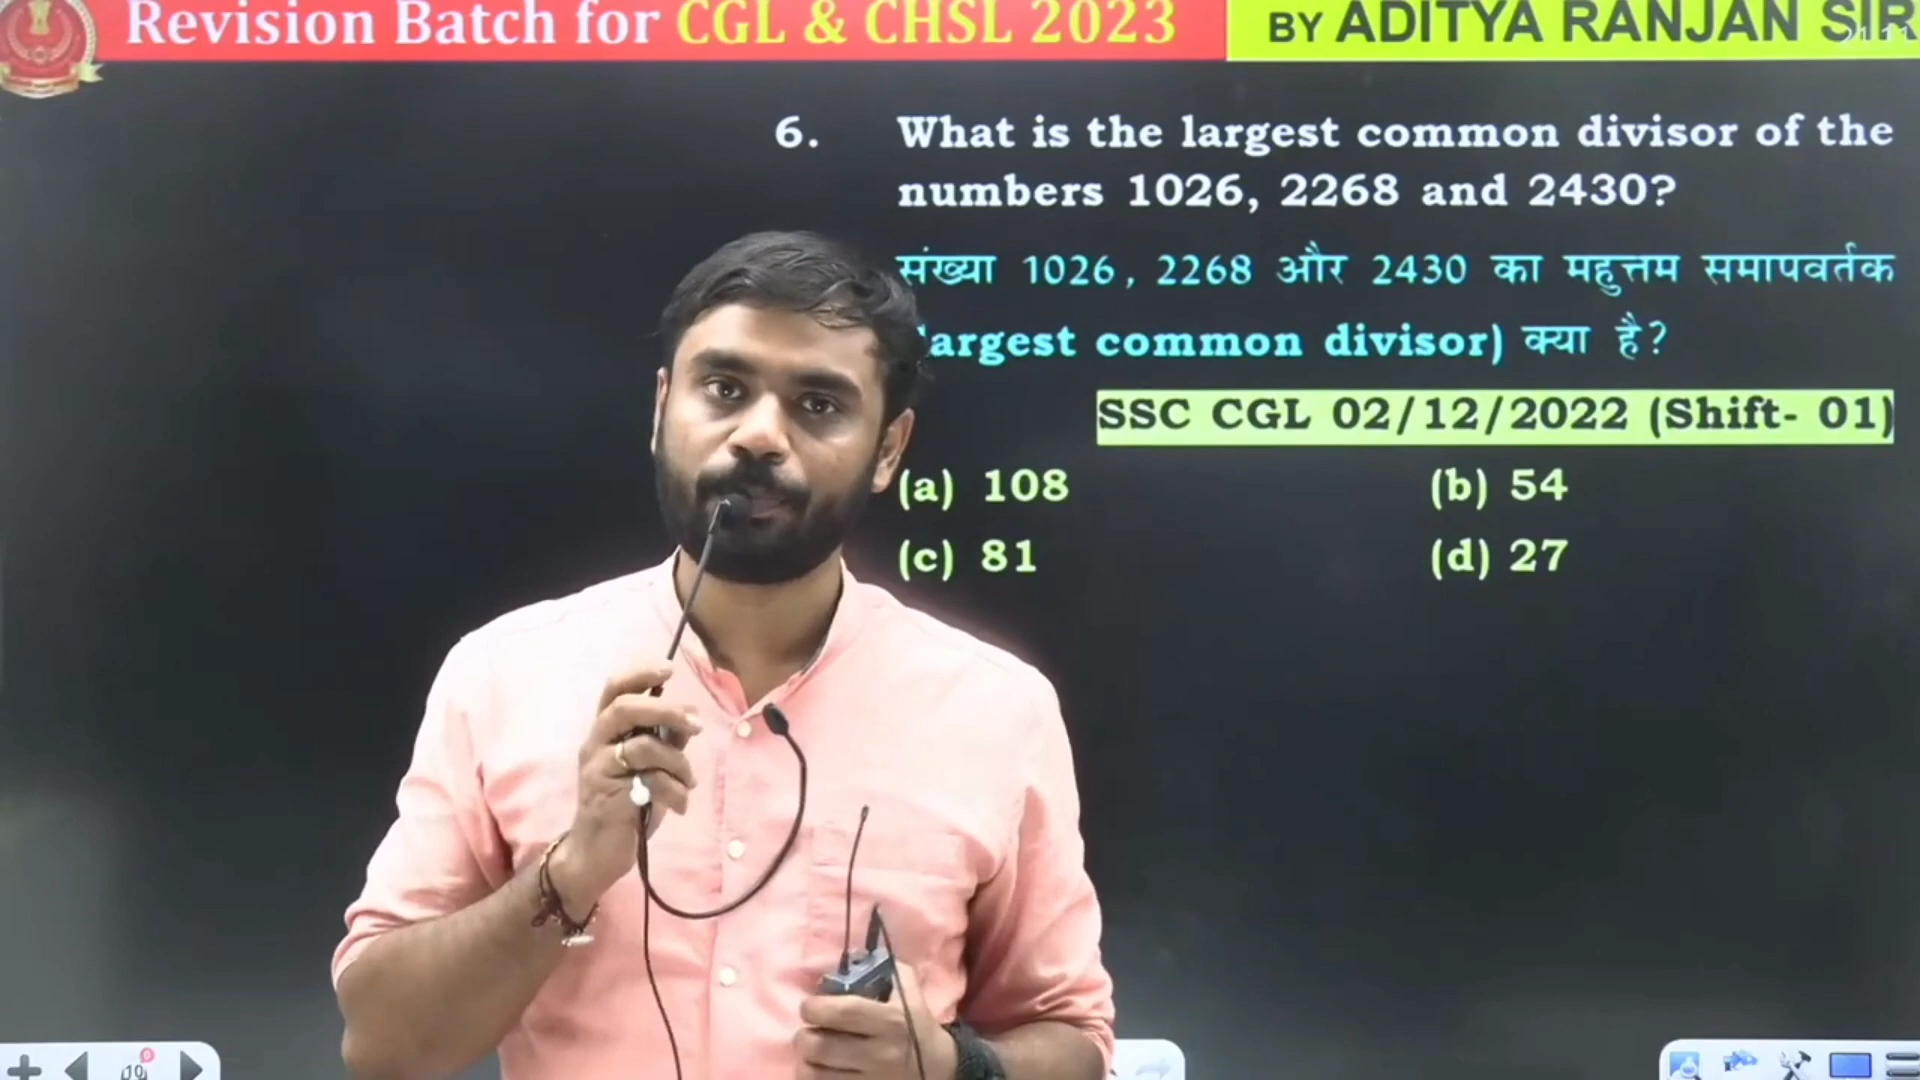 Revision Batch for CGL & CHSL 2023
BY ADITYA RANJAN SIR
6. What is the largest common divisor of the
numbers 1026, 2268 and 2430?
संख्या 1026, 2268 और 2430 का महुत्तम समापवर्तक
largest common divisor) क्या है?
SSC CGL 02/12/2022 (Shift- 01)
(a) 108 (b) 54
(c) 81 (d) 27